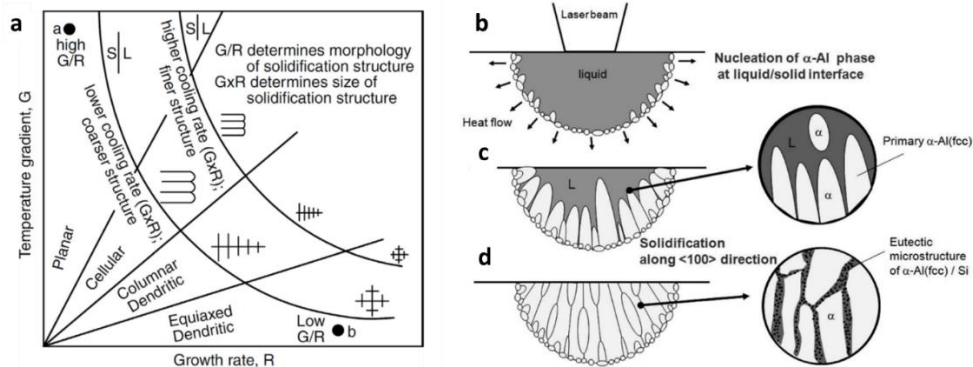 a
a
high
G/R
S|L
S|L
higher cooling rate (GxR);
finer structure
G/R determines morphology
of solidification structure
GxR determines size of
solidification structure
lower cooling rate (GxR);
coarser structure
Temperature gradient, G
Planar
Cellular
Columnar
Dendritic
Equiaxed
Dendritic
Low
G/R
b
Growth rate, R
b
Laserbeam
liquid
Heat flow
Nucleation of α-Al phase
at liquid/solid interface
c
L
L
α
α
Primary α-Al(fcc)
Solidification
along <100> direction
d
α
Eutectic
microstructure
of α-Al(fcc) / Si